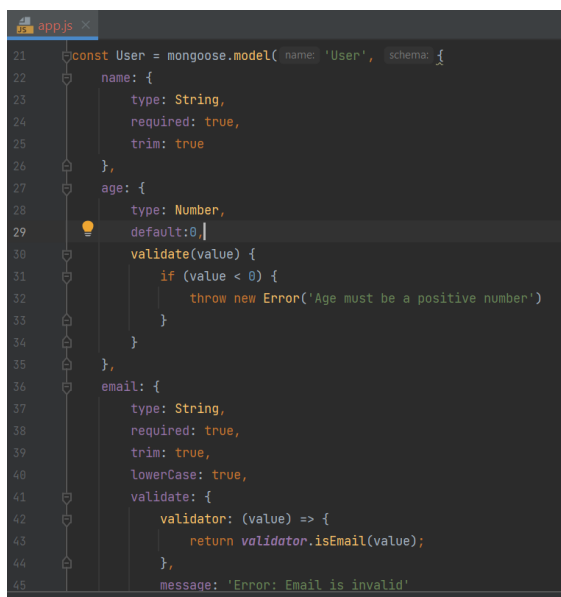 app.js
21 const User = mongoose.model( name: 'User', schema: {
22 name: {
23 type: String,
24 required: true,
25 trim: true
26 },
27 age: {
28 type: Number,
29 default:0,
30 validate(value) {
31 if (value < 0) {
32 throw new Error('Age must be a positive number')
33 }
34 }
35 },
36 email: {
37 type: String,
38 required: true,
39 trim: true,
40 lowerCase: true,
41 validate: {
42 validator: (value) => {
43 return validator.isEmail(value);
44 },
45 message: 'Error: Email is invalid'